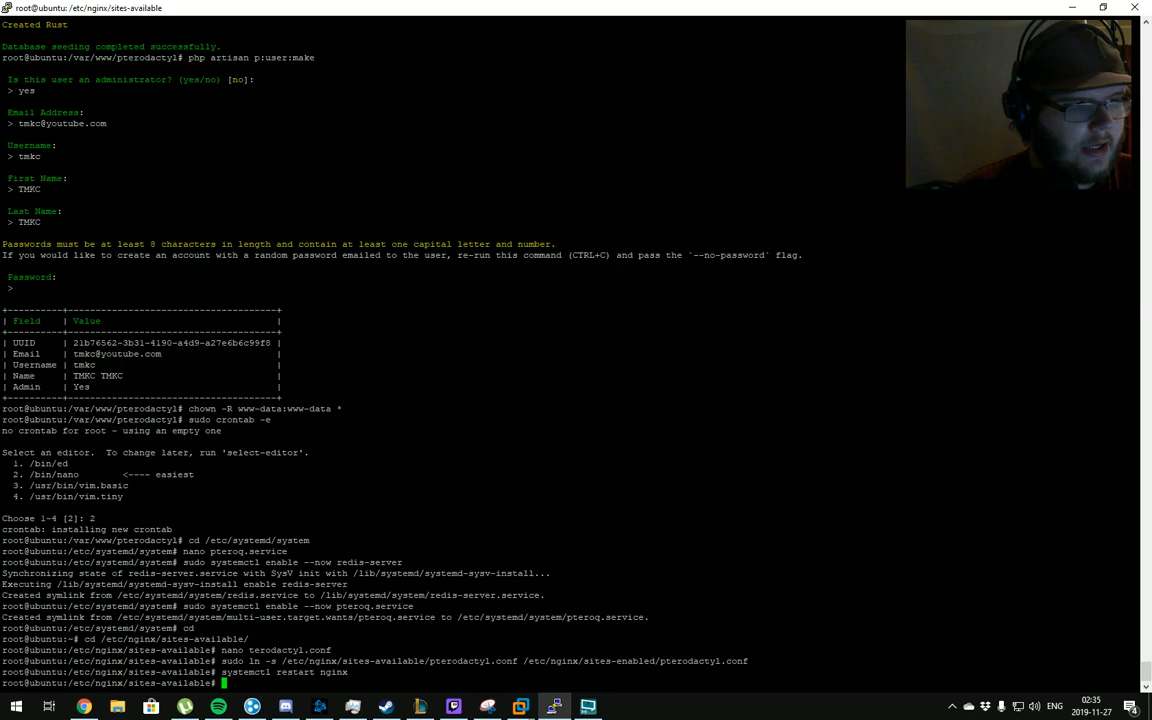 root@ubuntu: /etc/nginx/sites-available
Created Rust
Database seeding completed successfully.
root@ubuntu:/var/www/pterodactyl# php artisan p:user:make
Is this user an administrator? (yes/no) [no]:
> yes
Email Address:
> tmkc@youtube.com
Username:
> tmkc
First Name:
> TMKC
Last Name:
> TMKC
Passwords must be at least 8 characters in length and contain at least one capital letter and number.
If you would like to create an account with a random password emailed to the user, re-run this command (CTRL+C) and pass the `--no-password` flag.
Password:
>
+----------+--------------------------------------+
| Field | Value |
+----------+--------------------------------------+
| UUID | 21b76562-3b31-4190-a4d9-a27e6b6c99f8 |
| Email | tmkc@youtube.com |
| Username | tmkc |
| Name | TMKC TMKC |
| Admin | Yes |
+----------+--------------------------------------+
root@ubuntu:/var/www/pterodactyl# chown -R www-data:www-data *
root@ubuntu:/var/www/pterodactyl# sudo crontab -e
no crontab for root - using an empty one
Select an editor. To change later, run 'select-editor'.
1. /bin/ed
2. /bin/nano <---- easiest
3. /usr/bin/vim.basic
4. /usr/bin/vim.tiny
Choose 1-4 [2]: 2
crontab: installing new crontab
root@ubuntu:/var/www/pterodactyl# cd /etc/systemd/system
root@ubuntu:/etc/systemd/system# nano pteroq.service
root@ubuntu:/etc/systemd/system# sudo systemctl enable --now redis-server
Synchronizing state of redis-server.service with SysV init with /lib/systemd/systemd-sysv-install...
Executing /lib/systemd/systemd-sysv-install enable redis-server
Created symlink from /etc/systemd/system/redis.service to /lib/systemd/system/redis-server.service.
root@ubuntu:/etc/systemd/system# sudo systemctl enable --now pteroq.service
Created symlink from /etc/systemd/system/multi-user.target.wants/pteroq.service to /etc/systemd/system/pteroq.service.
root@ubuntu:/etc/systemd/system# cd
root@ubuntu:~# cd /etc/nginx/sites-available/
root@ubuntu:/etc/nginx/sites-available# nano terodactyl.conf
root@ubuntu:/etc/nginx/sites-available# sudo ln -s /etc/nginx/sites-available/pterodactyl.conf /etc/nginx/sites-enabled/pterodactyl.conf
root@ubuntu:/etc/nginx/sites-available# systemctl restart nginx
root@ubuntu:/etc/nginx/sites-available#
ENG
02:35
2019-11-27
4